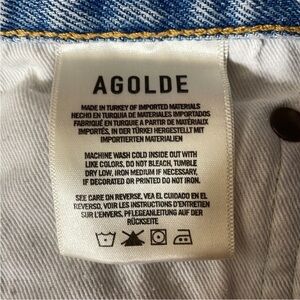 AGOLDE
MADE IN TURKEY OF IMPORTED MATERIALS
HECHO EN TURQUIA DE MATERIALES IMPORTADOS
FABRIQUÉ EN TURQUIE A PARTIR DE MATÉRIAUX
IMPORTÉS, IN DER TÜRKEI HERGESTELLT MIT
IMPORTIERTEN MATERIALIEN
MACHINE WASH COLD INSIDE OUT WITH
LIKE COLORS. DO NOT BLEACH, TUMBLE
DRY LOW, IRON MEDIUM IF NECESSARY,
IF DECORATED OR PRINTED DO NOT IRON.
SEE CARE ON REVERSE, VEA EL CUIDADO EN EL
REVERSO, VOIR LES INSTRUCTIONS D'ENTRETIEN
SUR L'ENVERS, PFLEGEANLEITUNG AUF DER
RÜCKSEITE